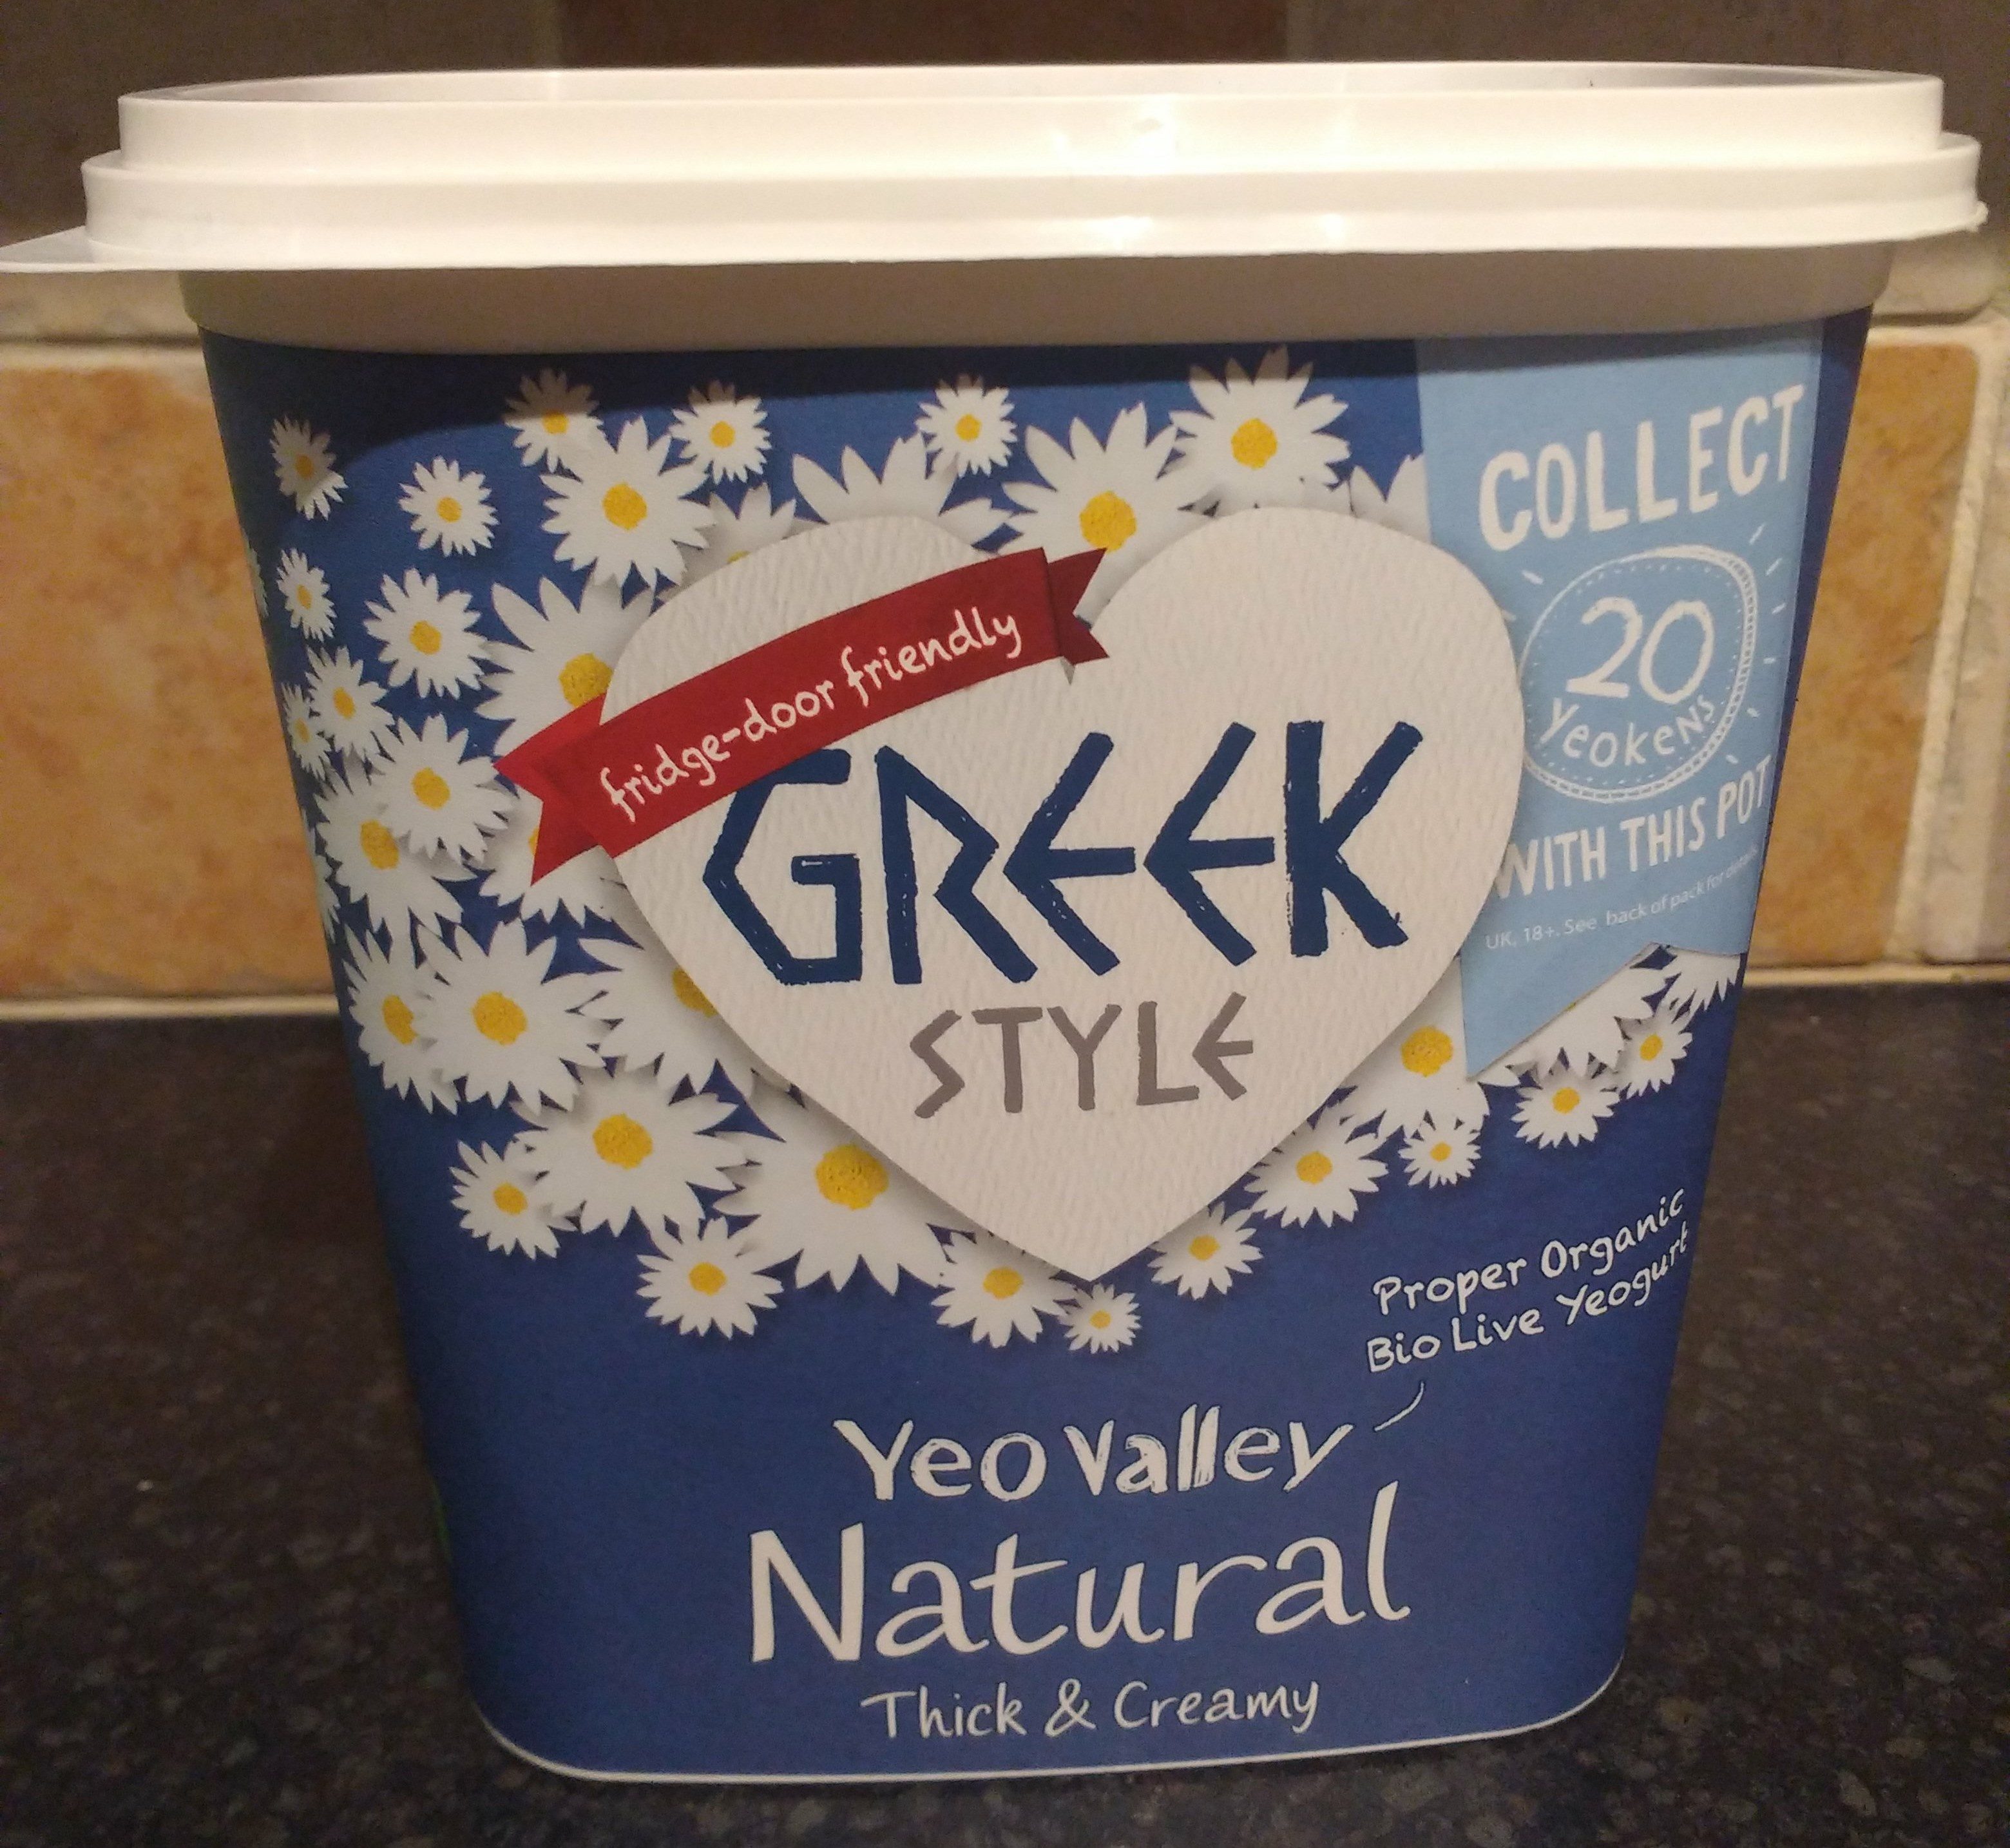 fridge-door friendly
GREEK
STYLE
COLLECT
20
yeokens
WITH THIS POT
UK, 18+. See back of pack for details.
Proper Organic
Bio Live Yeogurt
Yeo Valley
Natural
Thick & Creamy